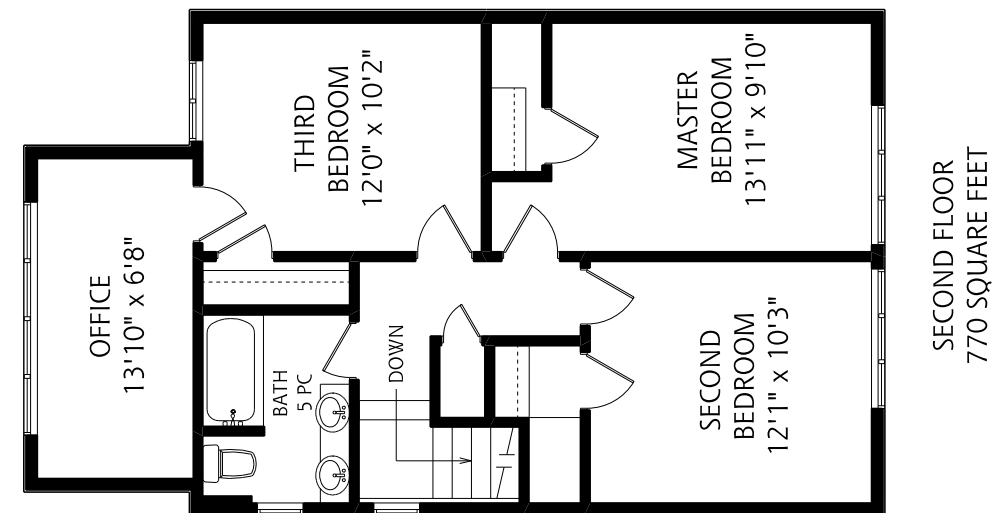 OFFICE
13'10" x 6'8"
THIRD
BEDROOM
12'0" x 10'2"
MASTER
BEDROOM
13'11" x 9'10"
BATH
5 PC
DOWN
SECOND
BEDROOM
12'1" x 10'3"
SECOND FLOOR
770 SQUARE FEET